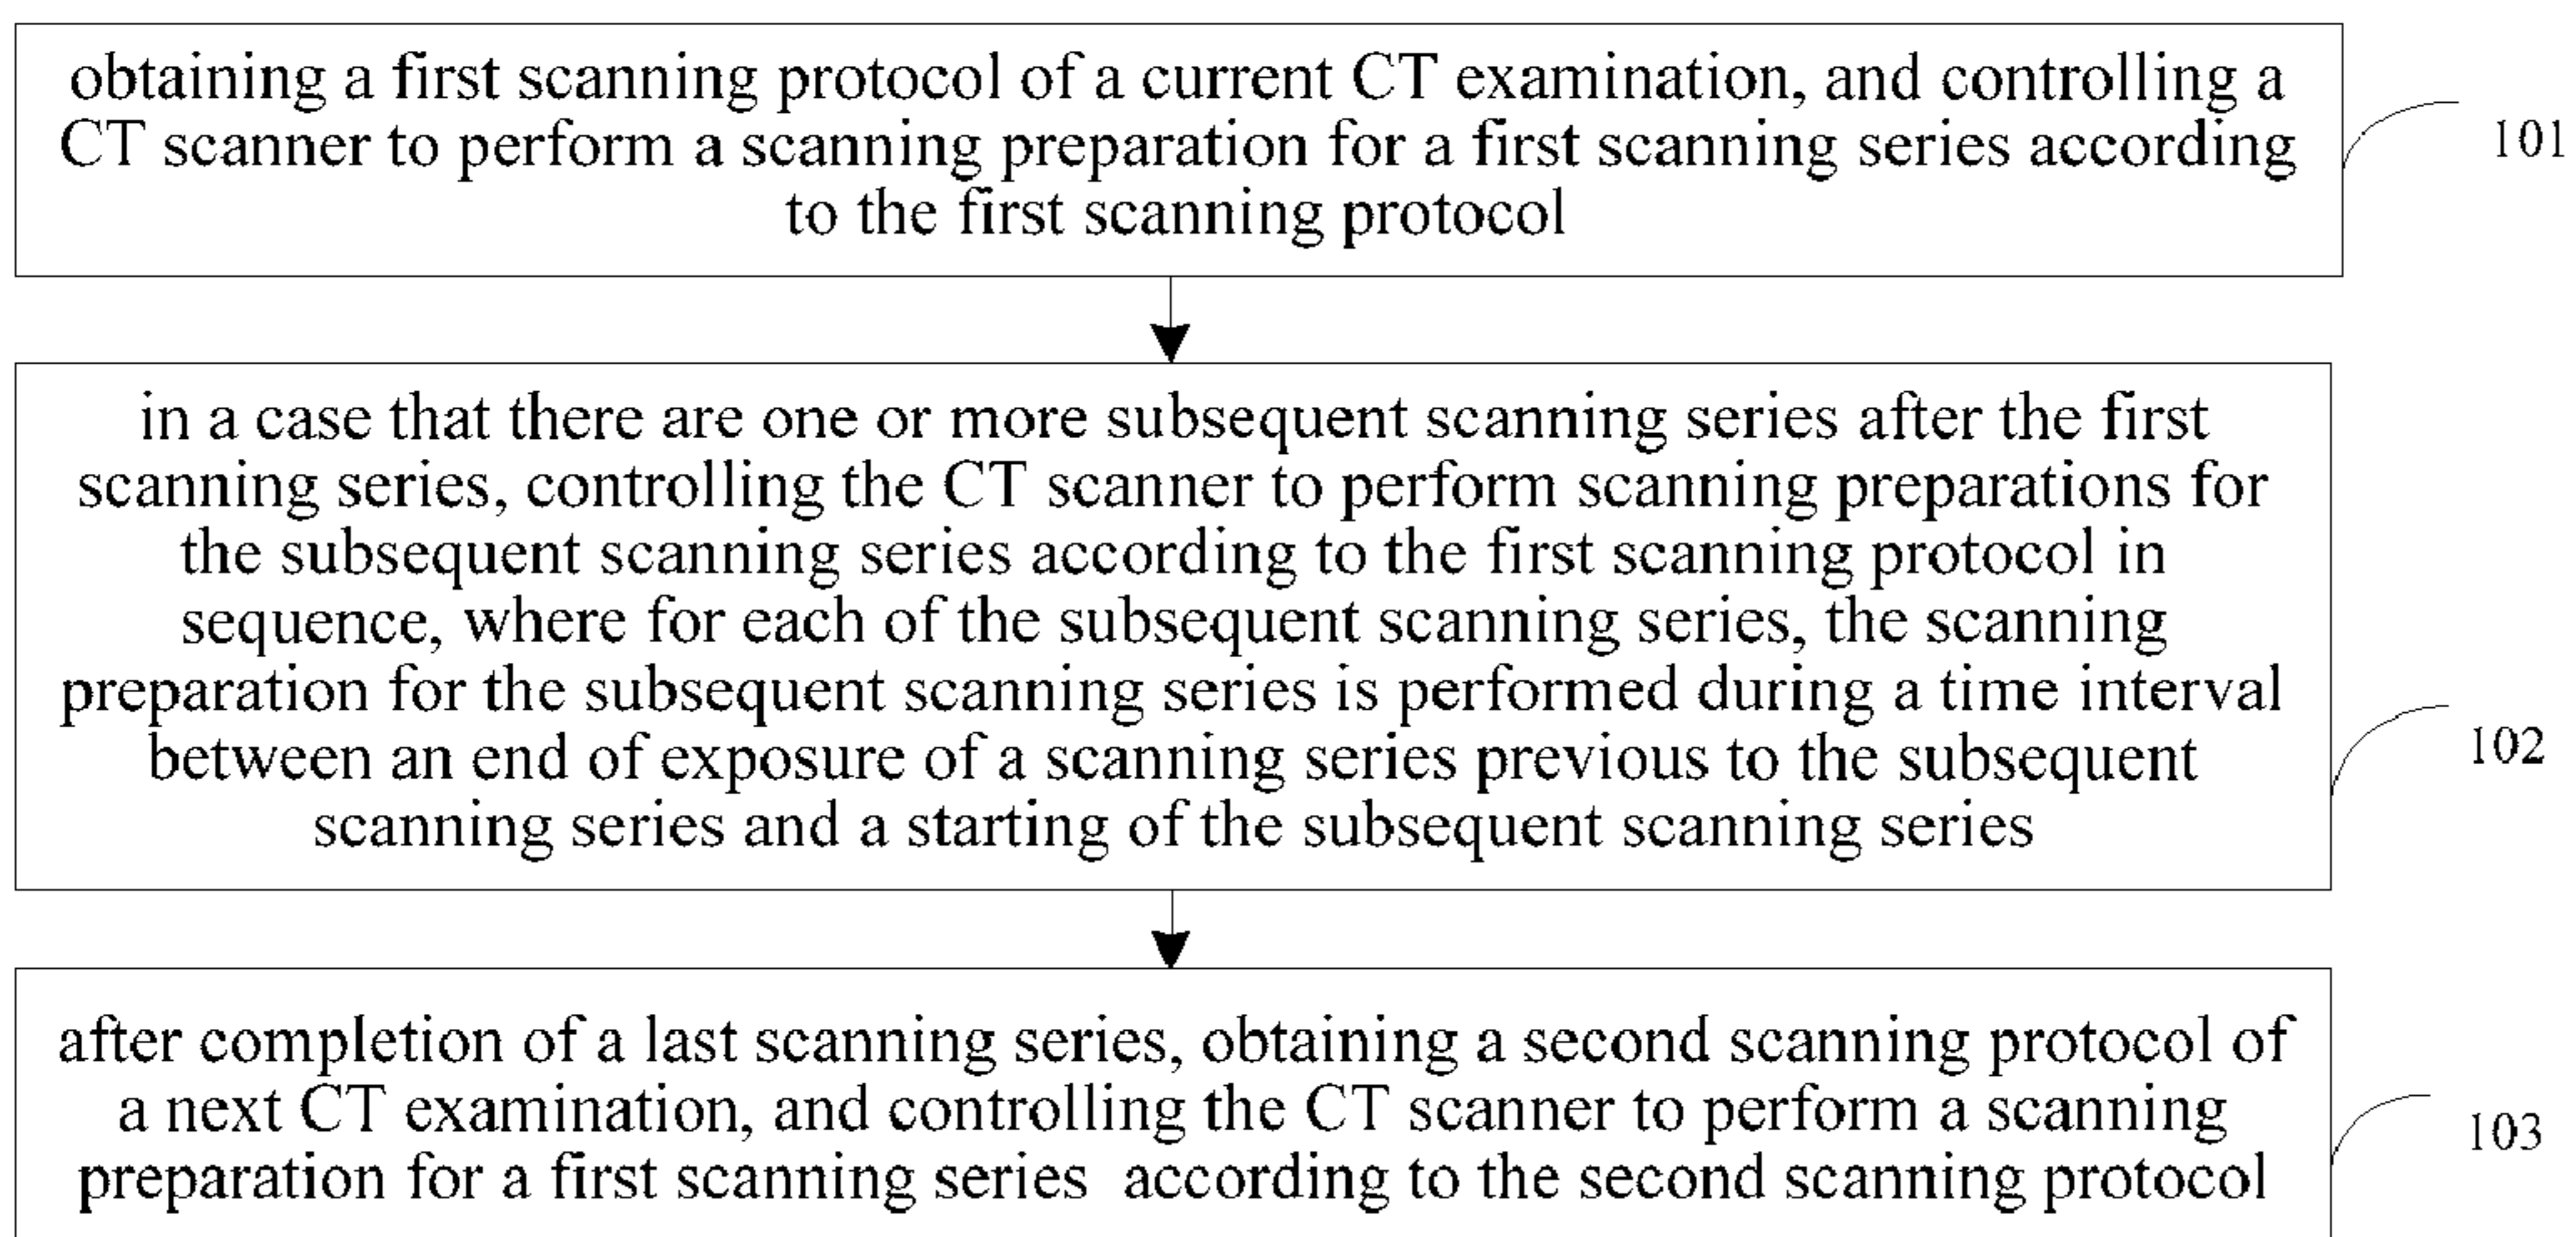 obtaining a first scanning protocol of a current CT examination, and controlling a
CT scanner to perform a scanning preparation for a first scanning series according
to the first scanning protocol
101
in a case that there are one or more subsequent scanning series after the first
scanning series, controlling the CT scanner to perform scanning preparations for
the subsequent scanning series according to the first scanning protocol in
sequence, where for each of the subsequent scanning series, the scanning
preparation for the subsequent scanning series is performed during a time interval
between an end of exposure of a scanning series previous to the subsequent
scanning series and a starting of the subsequent scanning series
102
after completion of a last scanning series, obtaining a second scanning protocol of
a next CT examination, and controlling the CT scanner to perform a scanning
preparation for a first scanning series according to the second scanning protocol
103